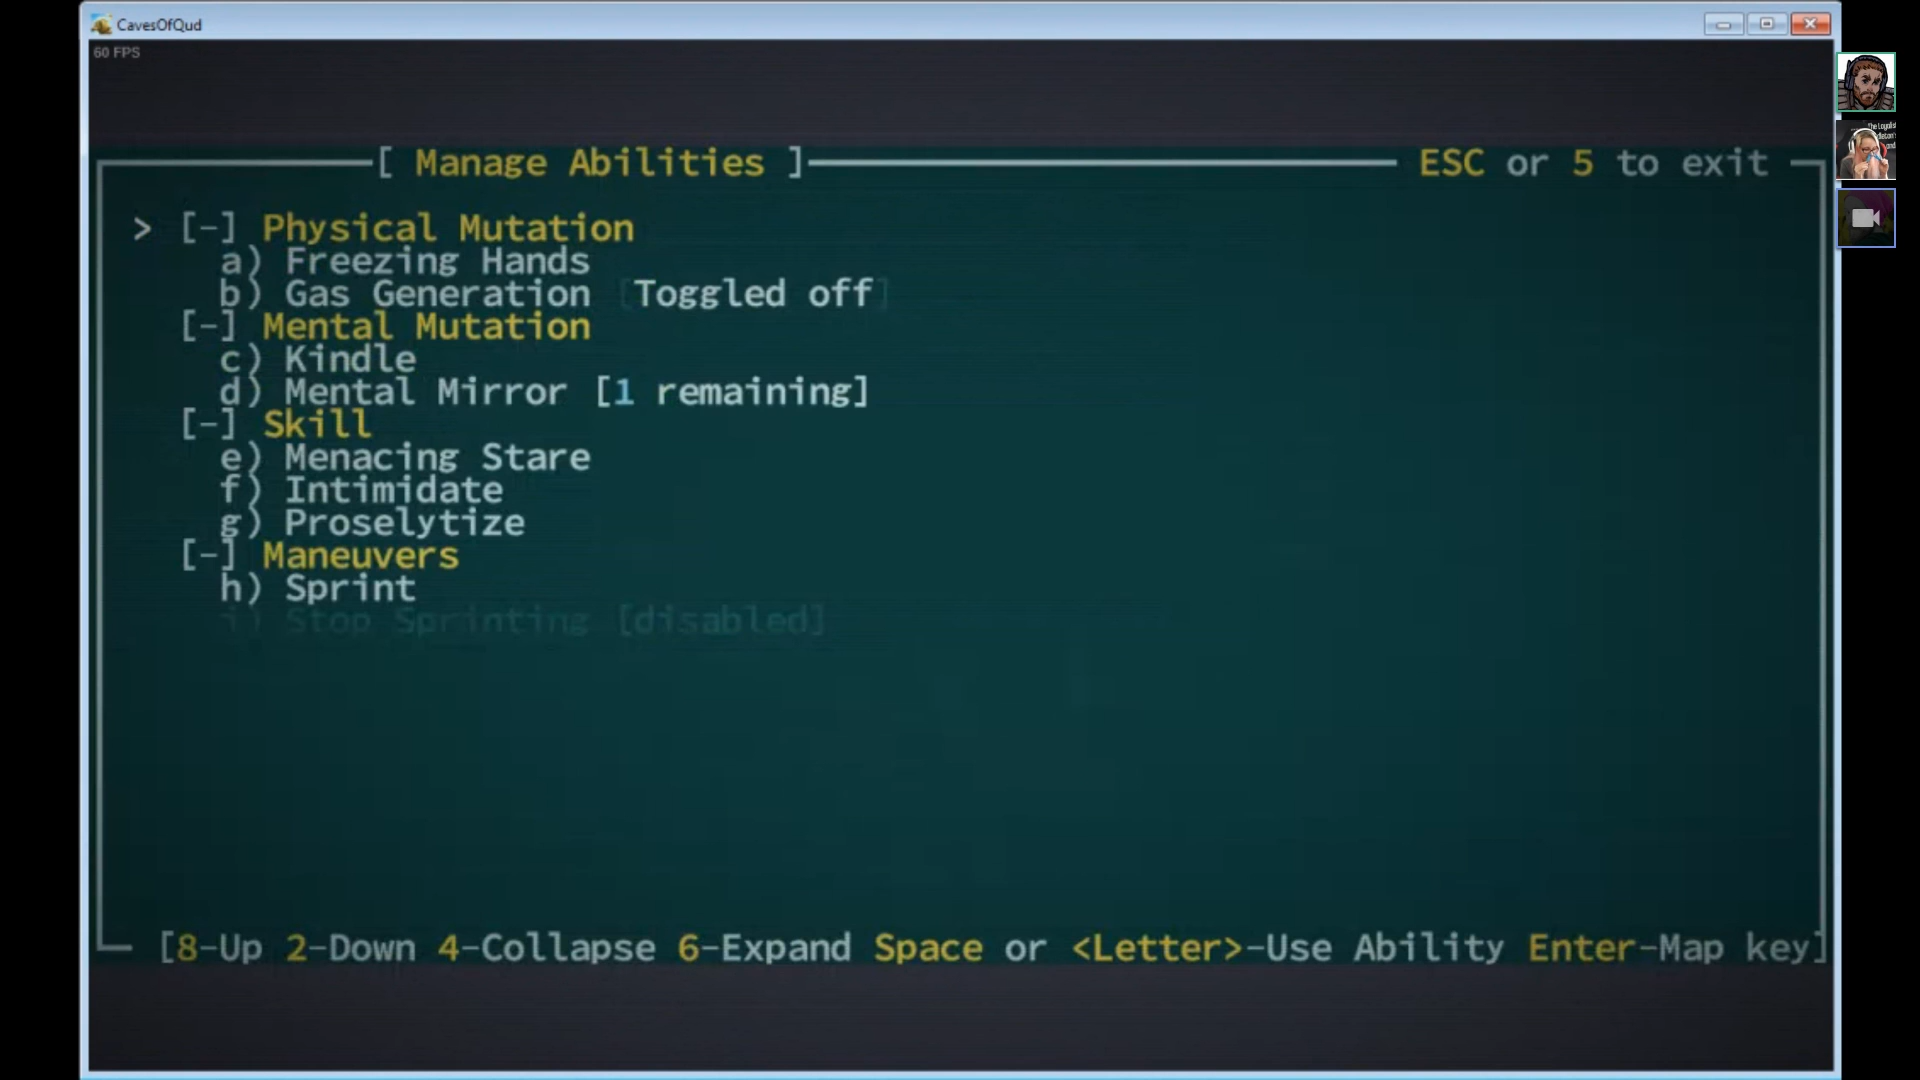 CavesOfQud
60 FPS
[ Manage Abilities ] ESC or 5 to exit
> [-] Physical Mutation
a) Freezing Hands
b) Gas Generation [Toggled off]
[-] Mental Mutation
c) Kindle
d) Mental Mirror [1 remaining]
[-] Skill
e) Menacing Stare
f) Intimidate
g) Proselytize
[-] Maneuvers
h) Sprint
i) Stop Sprinting [disabled]
[8-Up 2-Down 4-Collapse 6-Expand Space or <Letter>-Use Ability Enter-Map key]